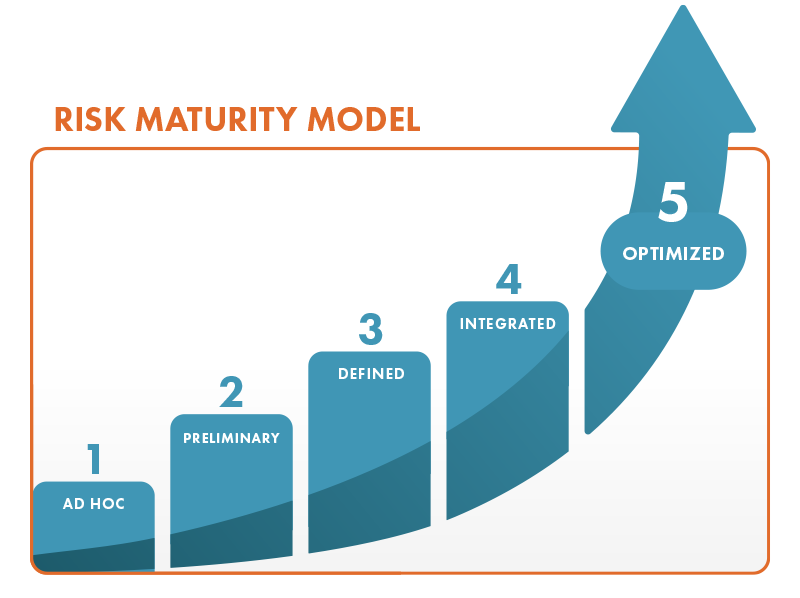 RISK MATURITY MODEL
1
AD HOC
2
PRELIMINARY
3
DEFINED
4
INTEGRATED
5
OPTIMIZED